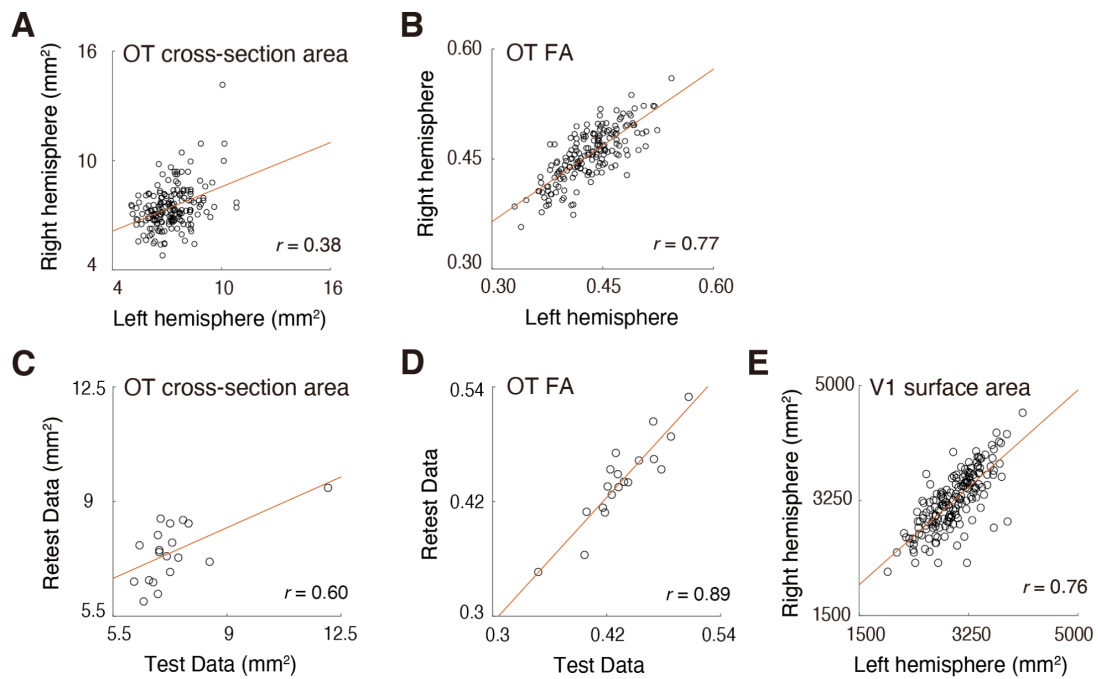 A
OT cross-section area
Right hemisphere (mm²)
16
10
4
r = 0.38
4 10 16
Left hemisphere (mm²)
B
OT FA
Right hemisphere
0.60
0.45
0.30
r = 0.77
0.30 0.45 0.60
Left hemisphere
C
OT cross-section area
Retest Data (mm²)
12.5
9
5.5
r = 0.60
5.5 9 12.5
Test Data (mm²)
D
OT FA
Retest Data
0.54
0.42
0.3
r = 0.89
0.3 0.42 0.54
Test Data
E
V1 surface area
Right hemisphere (mm²)
5000
3250
1500
r = 0.76
1500 3250 5000
Left hemisphere (mm²)